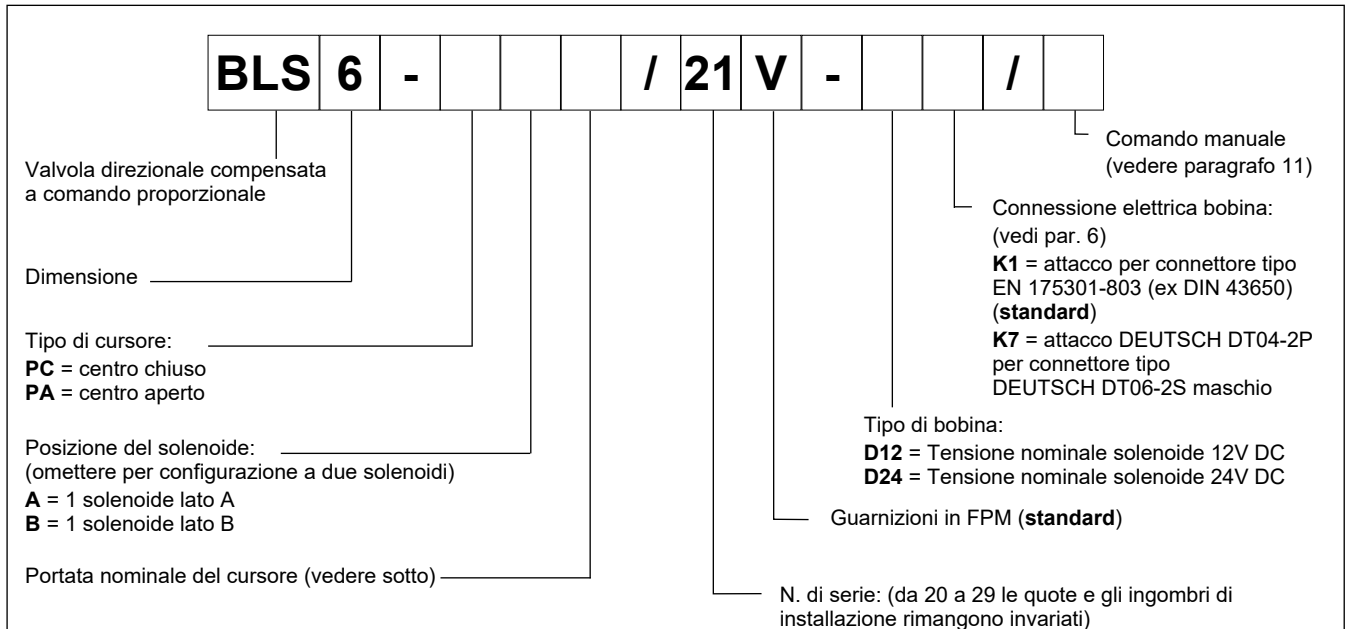 BLS 6 - / 21 V - /
Valvola direzionale compensata
a comando proporzionale
Dimensione
Tipo di cursore:
PC = centro chiuso
PA = centro aperto
Posizione del solenoide:
(omettere per configurazione a due solenoidi)
A = 1 solenoide lato A
B = 1 solenoide lato B
Portata nominale del cursore (vedere sotto)
Comando manuale
(vedere paragrafo 11)
Connessione elettrica bobina:
(vedi par. 6)
K1 = attacco per connettore tipo
EN 175301-803 (ex DIN 43650)
(standard)
K7 = attacco DEUTSCH DT04-2P
per connettore tipo
DEUTSCH DT06-2S maschio
Tipo di bobina:
D12 = Tensione nominale solenoide 12V DC
D24 = Tensione nominale solenoide 24V DC
Guarnizioni in FPM (standard)
N. di serie: (da 20 a 29 le quote e gli ingombri di
installazione rimangono invariati)